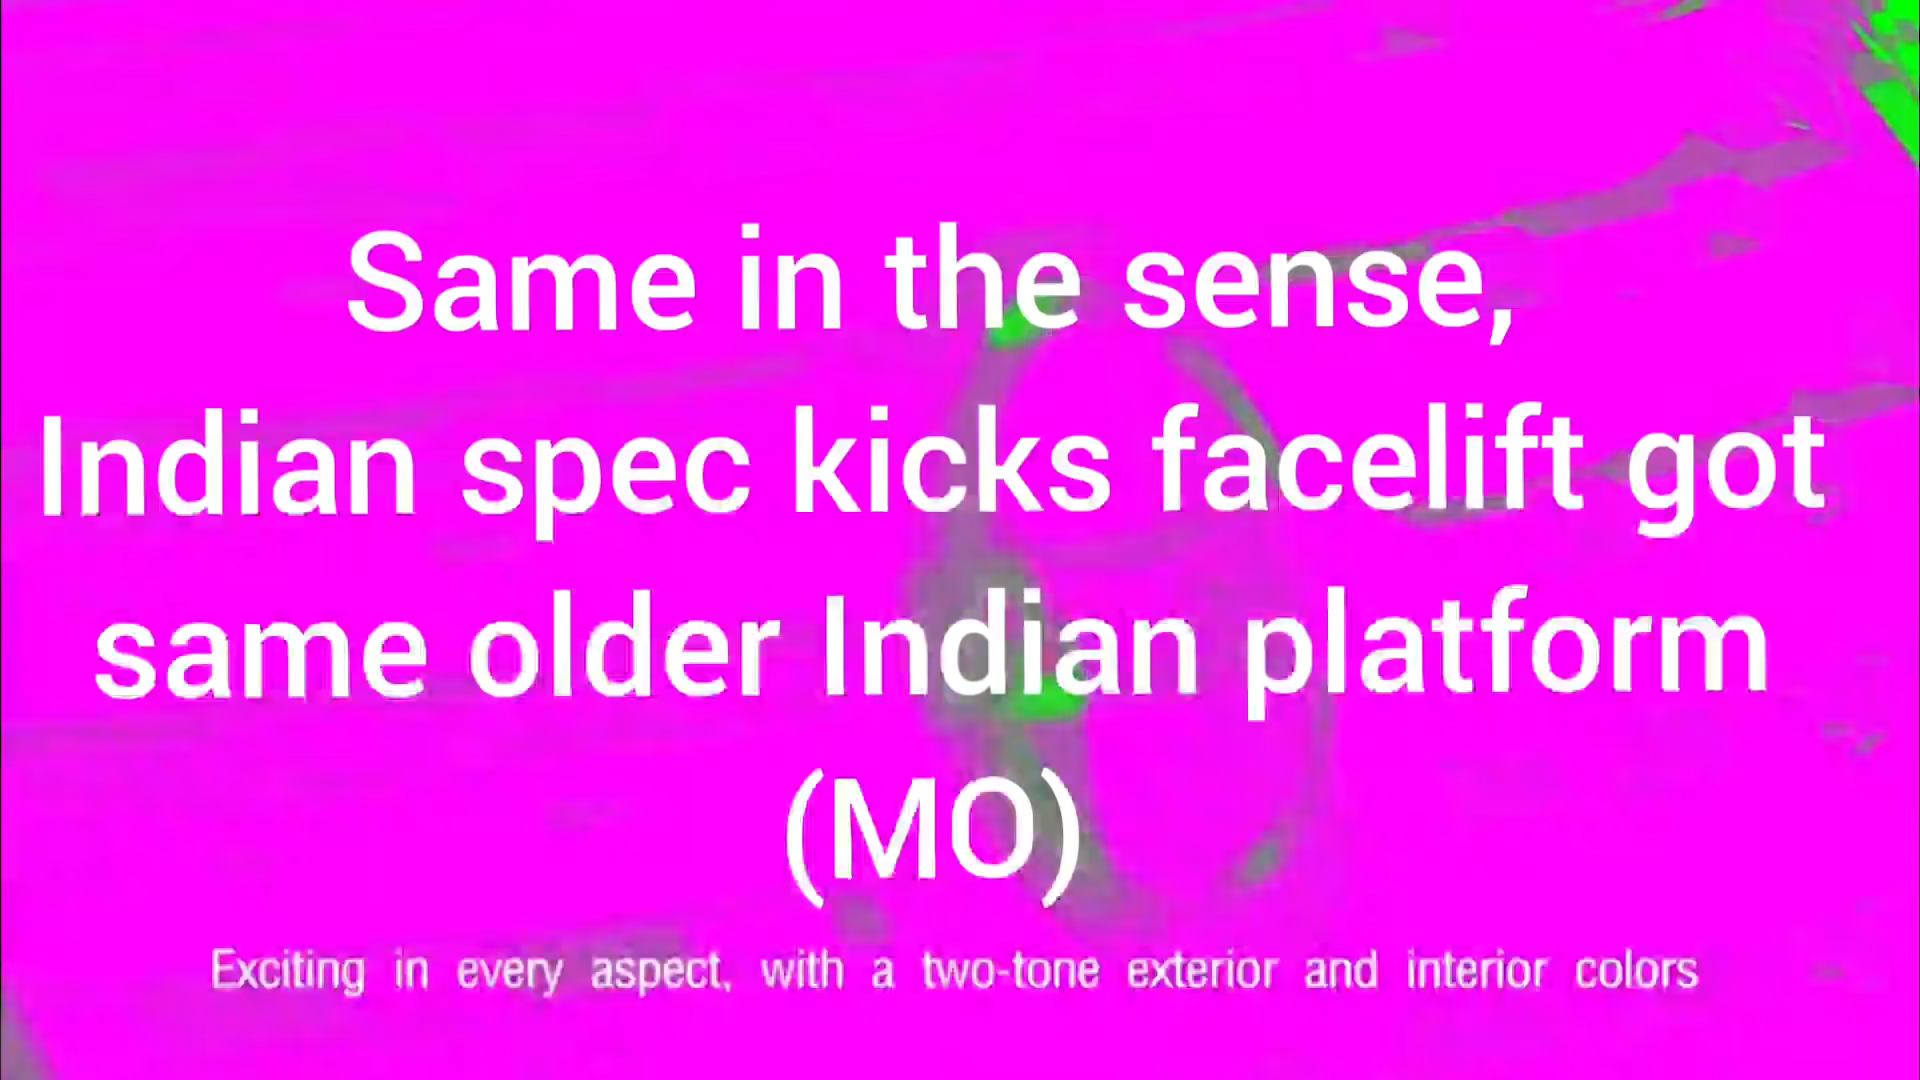 Same in the sense,
Indian spec kicks facelift got
same older Indian platform
(MO)
Exciting in every aspect, with a two-tone exterior and interior colors